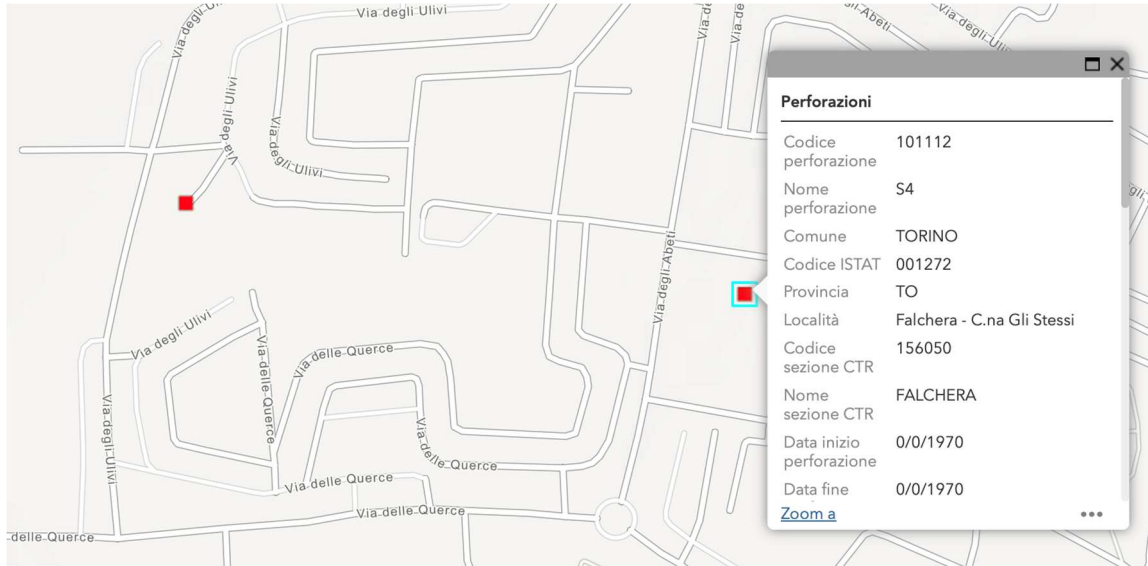 Via degli Ulivi
Via degli Ulivi
Via degli Ulivi
Via degli Ulivi
Via degli Ulivi
Via degli Abeti
Via degli Ulivi
Via delle Querce
Via delle Querce
Via degli Ulivi
Via delle Querce
Via delle Querce
Via delle Querce
delle Querce
Perforazioni
Codice perforazione 101112
Nome perforazione S4
Comune TORINO
Codice ISTAT 001272
Provincia TO
Località Falchera - C.na Gli Stessi
Codice sezione CTR 156050
Nome sezione CTR FALCHERA
Data inizio perforazione 0/0/1970
Data fine 0/0/1970
Zoom a